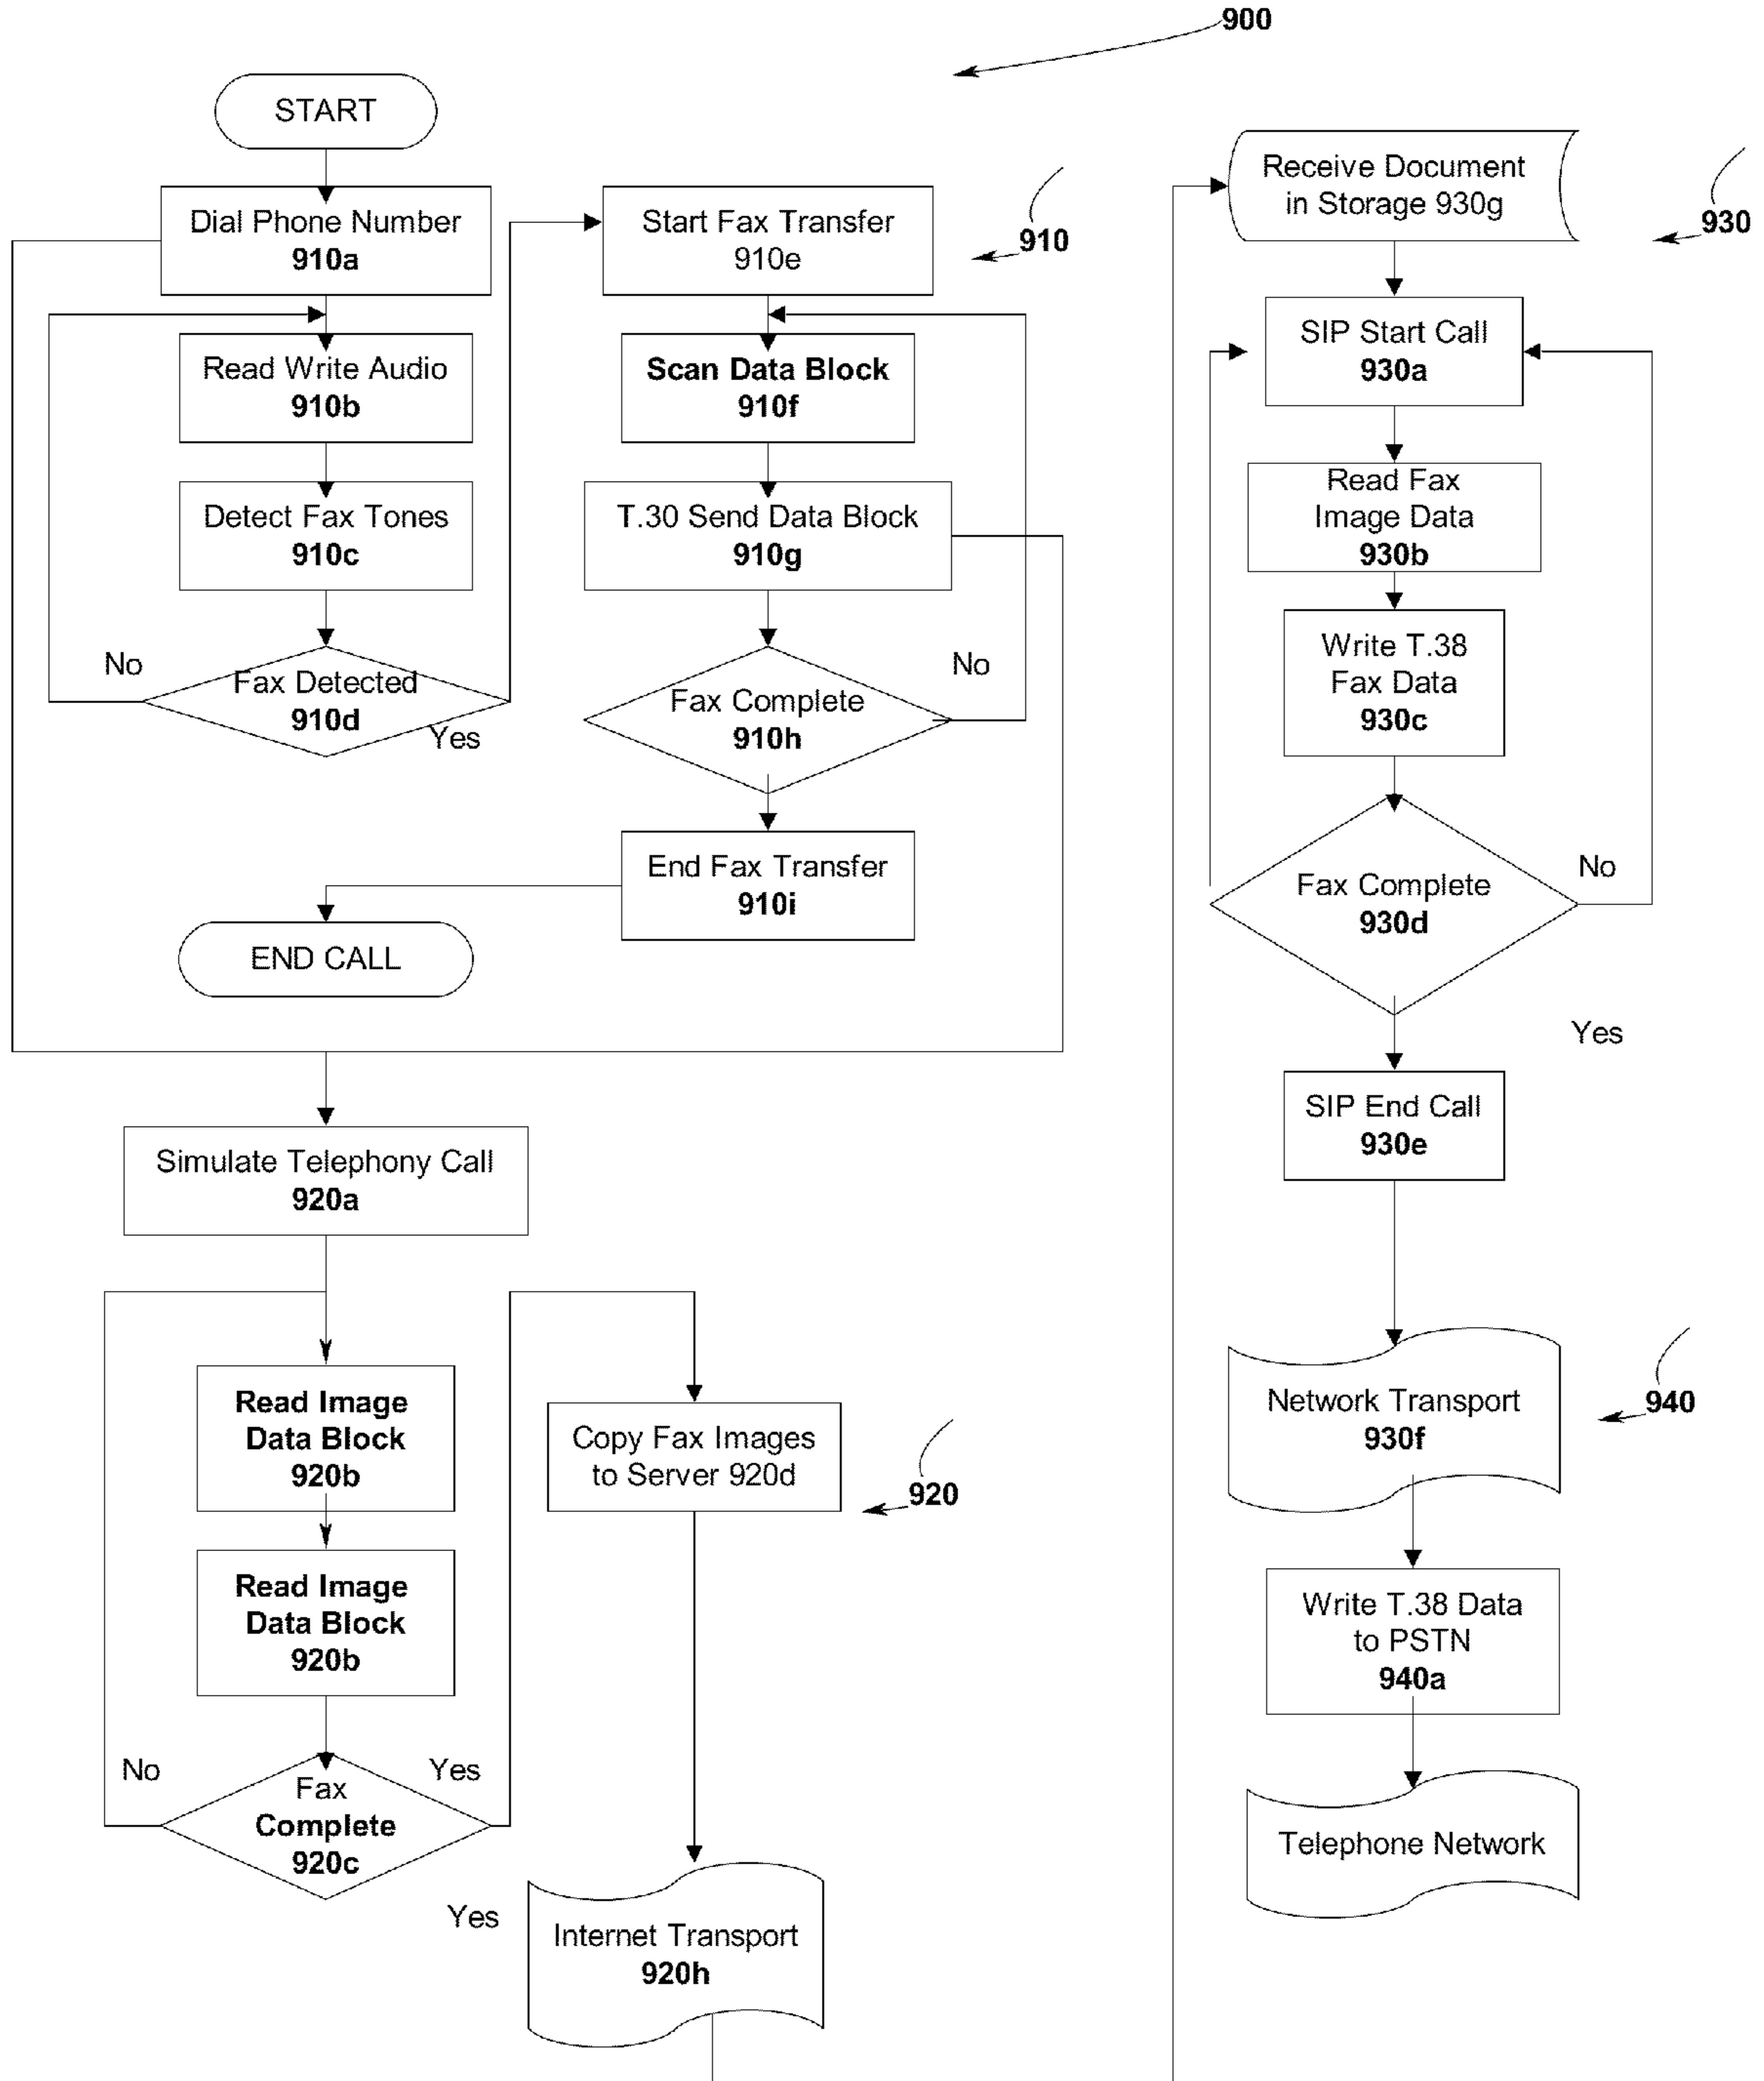 900
START
Dial Phone Number
910a
Read Write Audio
910b
Detect Fax Tones
910c
No
Fax Detected
910d
Yes
Start Fax Transfer
910e
910
Scan Data Block
910f
T.30 Send Data Block
910g
No
Fax Complete
910h
End Fax Transfer
910i
END CALL
Simulate Telephony Call
920a
Read Image
Data Block
920b
Read Image
Data Block
920b
No
Yes
Fax
Complete
920c
Copy Fax Images
to Server 920d
920
Yes
Internet Transport
920h
Receive Document
in Storage 930g
930
SIP Start Call
930a
Read Fax
Image Data
930b
Write T.38
Fax Data
930c
No
Fax Complete
930d
Yes
SIP End Call
930e
Network Transport
930f
940
Write T.38 Data
to PSTN
940a
Telephone Network